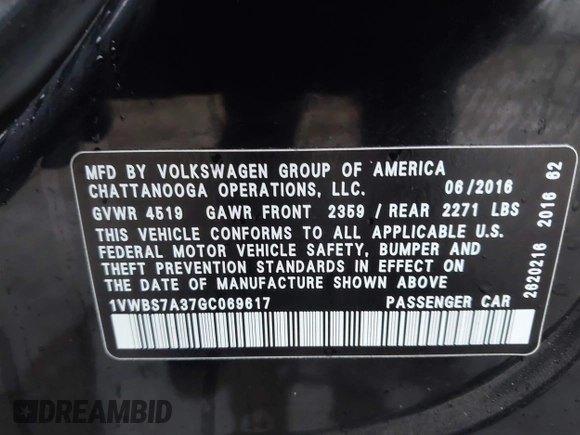 MFD BY VOLKSWAGEN GROUP OF AMERICA
CHATTANOOGA OPERATIONS, LLC. 06/2016
GVWR 4519 GAWR FRONT 2359 / REAR 2271 LBS
THIS VEHICLE CONFORMS TO ALL APPLICABLE U.S.
FEDERAL MOTOR VEHICLE SAFETY, BUMPER AND
THEFT PREVENTION STANDARDS IN EFFECT ON
THE DATE OF MANUFACTURE SHOWN ABOVE
1VWBS7A37GC069617 PASSENGER CAR
2620216 2016 62
DREAMBID